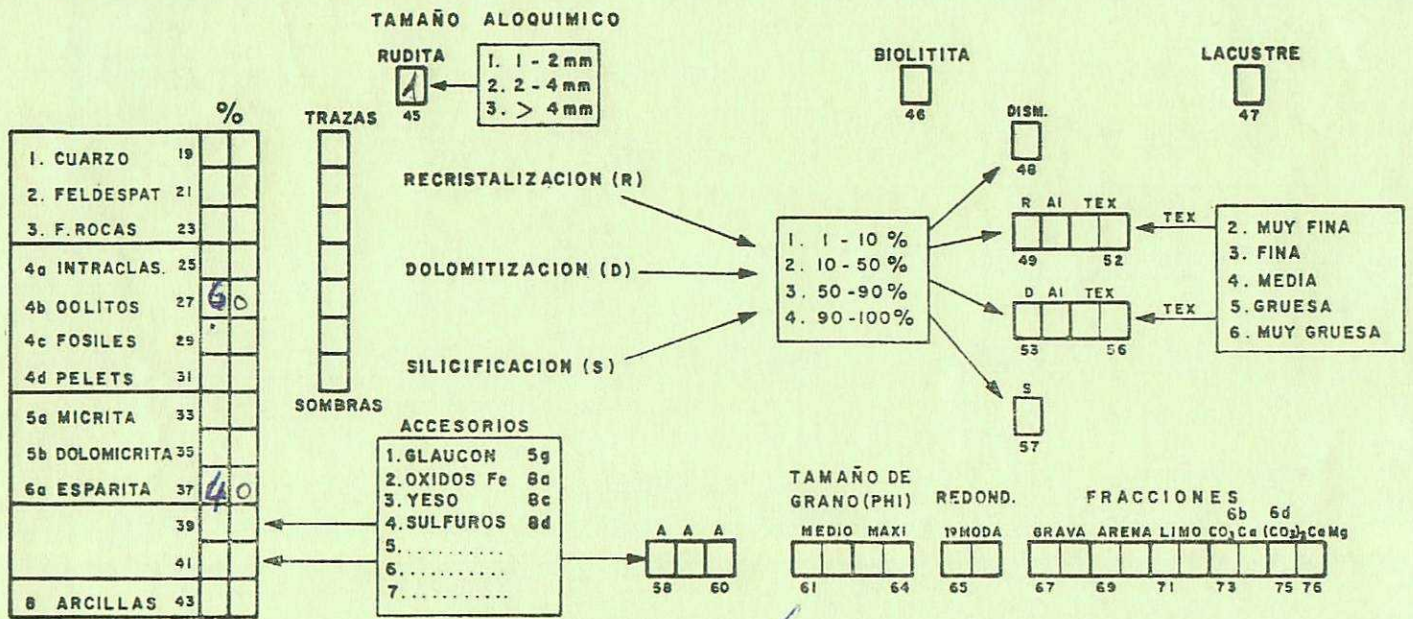 TAMAÑO ALOQUIMICO
RUDITA
1
45
1. 1 - 2 mm
2. 2 - 4 mm
3. > 4 mm
BIOLITITA
46
LACUSTRE
47
%
TRAZAS
1. CUARZO 19
2. FELDESPAT 21
3. F. ROCAS 23
4a INTRACLAS. 25
4b OOLITOS 27 60
4c FOSILES 29
4d PELETS 31
5a MICRITA 33
5b DOLOMICRITA 35
6a ESPARITA 37 40
39
41
8 ARCILLAS 43
SOMBRAS
RECRISTALIZACION (R)
DOLOMITIZACION (D)
SILICIFICACION (S)
1. 1 - 10 %
2. 10 - 50 %
3. 50 - 90 %
4. 90 - 100 %
DISM.
48
R AI TEX
49 52
D AI TEX
53 56
S
57
TEX
TEX
2. MUY FINA
3. FINA
4. MEDIA
5. GRUESA
6. MUY GRUESA
ACCESORIOS
1. GLAUCON 5g
2. OXIDOS Fe 8a
3. YESO 8c
4. SULFUROS 8d
5..........
6..........
7..........
A A A
58 60
TAMAÑO DE
GRANO (PHI)
MEDIO MAXI
61 64
REDOND.
1ª MODA
65
FRACCIONES
6b 6d
GRAVA ARENA LIMO CO3Ca (CO3)2CaMg
67 69 71 73 75 76